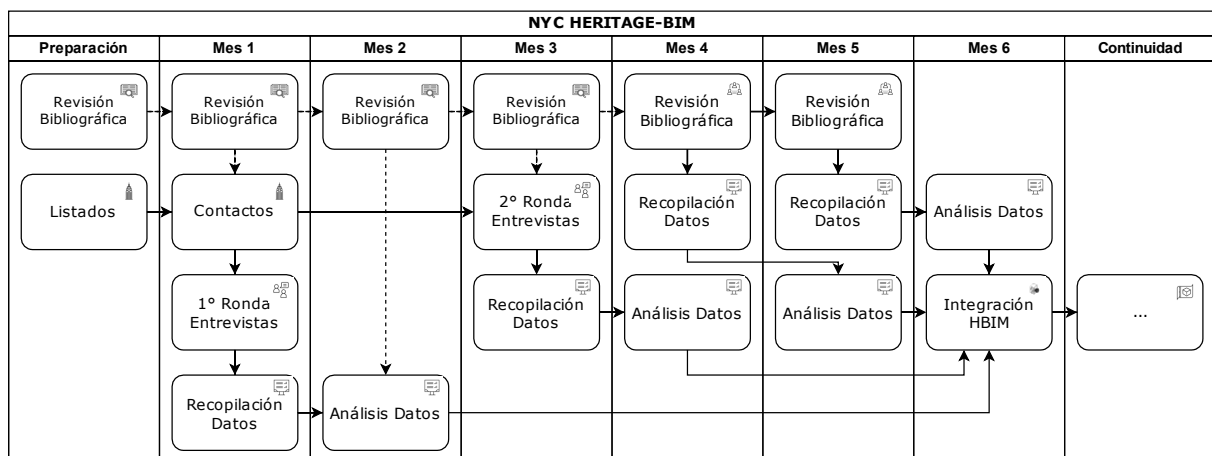 NYC HERITAGE-BIM
Preparación
Mes 1
Mes 2
Mes 3
Mes 4
Mes 5
Mes 6
Continuidad
Revisión
Bibliográfica
Revisión
Bibliográfica
Revisión
Bibliográfica
Revisión
Bibliográfica
Revisión
Bibliográfica
Revisión
Bibliográfica
Listados
Contactos
2° Ronda
Entrevistas
Recopilación
Datos
Recopilación
Datos
Análisis Datos
1° Ronda
Entrevistas
Recopilación
Datos
Análisis Datos
Análisis Datos
Integración
HBIM
...
Recopilación
Datos
Análisis Datos